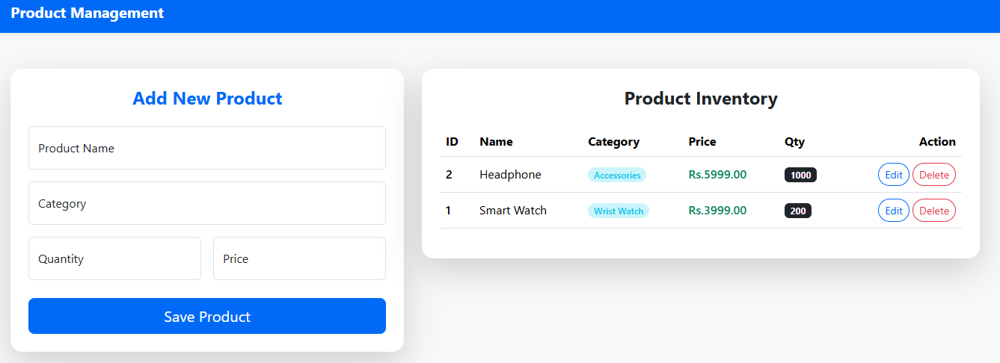 Product Management
Add New Product
Product Name
Category
Quantity Price
Save Product
Product Inventory
ID Name Category Price Qty Action
2 Headphone Accessories Rs.5999.00 1000 Edit Delete
1 Smart Watch Wrist Watch Rs.3999.00 200 Edit Delete